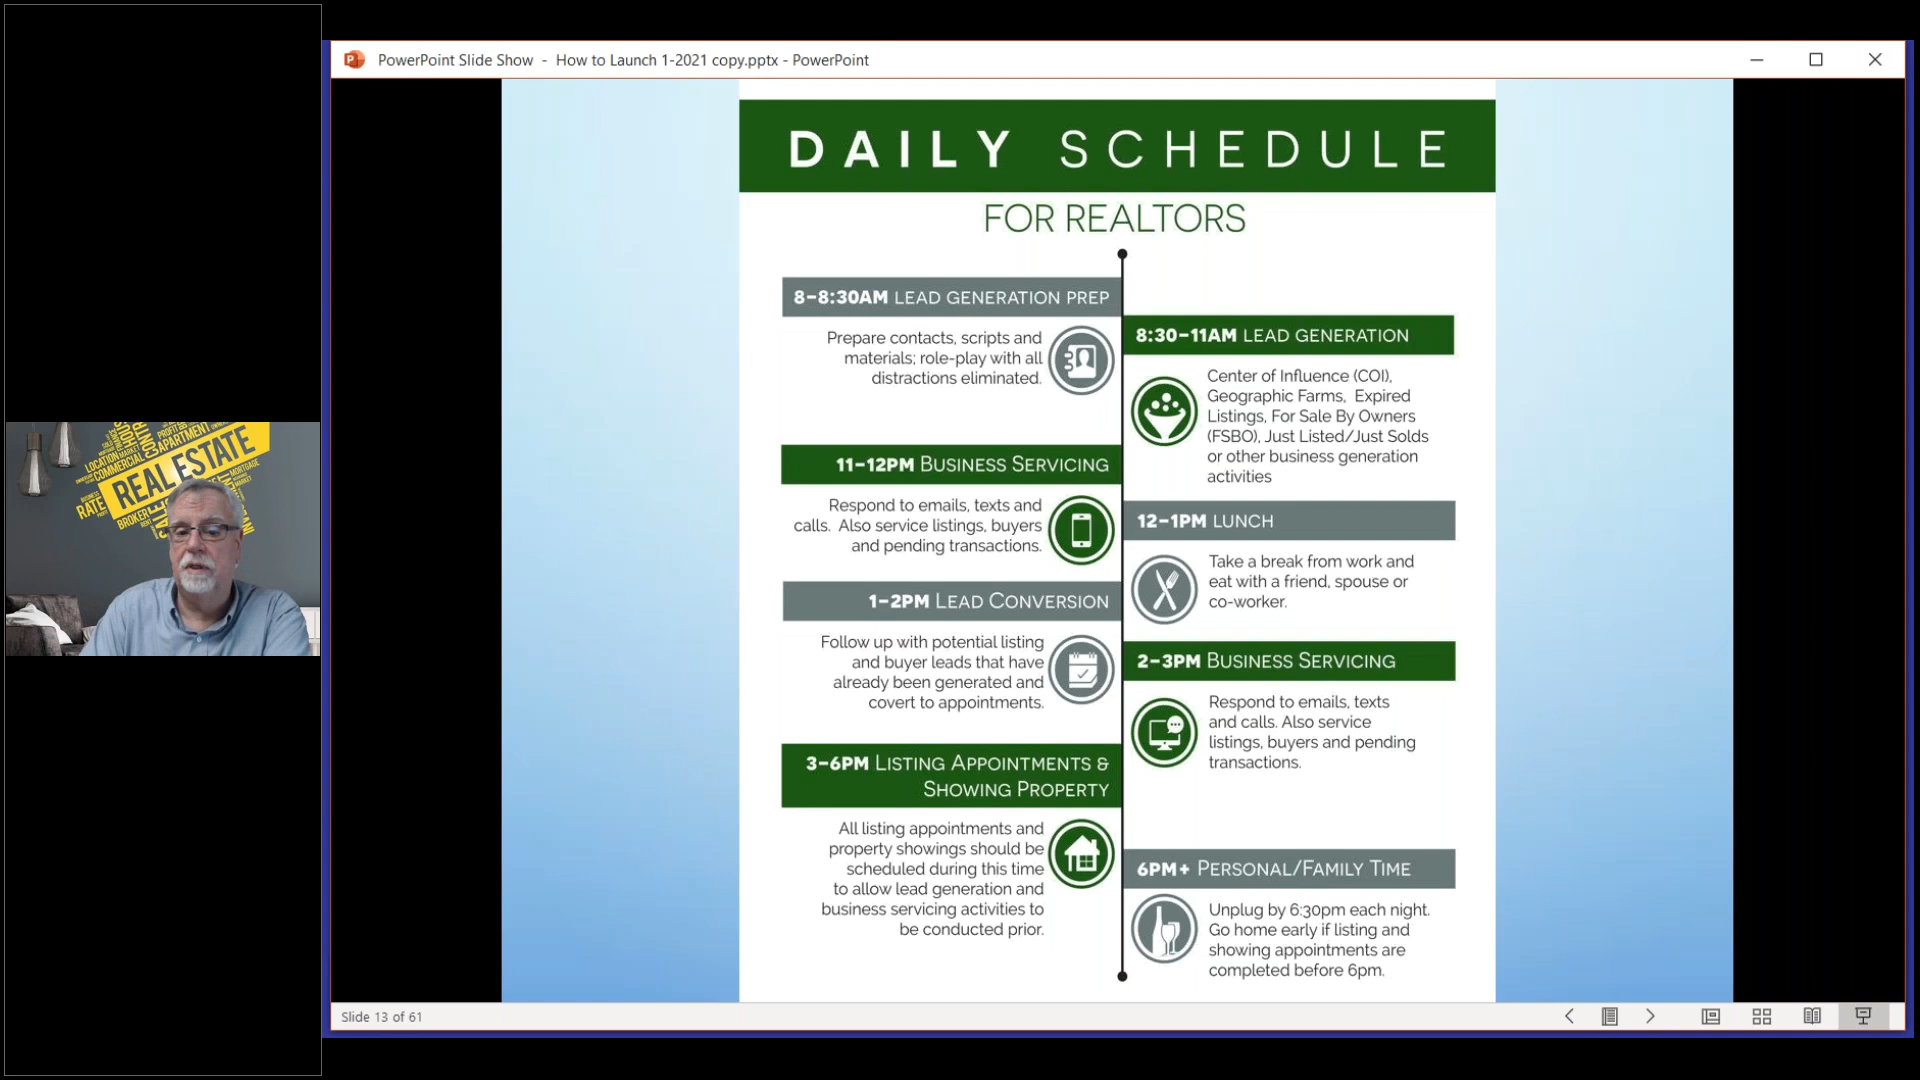 PowerPoint Slide Show - How to Launch 1-2021 copy.pptx - PowerPoint
DAILY SCHEDULE
FOR REALTORS
8-8:30AM LEAD GENERATION PREP
Prepare contacts, scripts and
materials; role-play with all
distractions eliminated.
8:30-11AM LEAD GENERATION
Center of Influence (COI),
Geographic Farms, Expired
Listings, For Sale By Owners
(FSBO), Just Listed/Just Solds
or other business generation
activities
11-12PM BUSINESS SERVICING
Respond to emails, texts and
calls. Also service listings, buyers
and pending transactions.
12-1PM LUNCH
Take a break from work and
eat with a friend, spouse or
co-worker.
1-2PM LEAD CONVERSION
Follow up with potential listing
and buyer leads that have
already been generated and
covert to appointments.
2-3PM BUSINESS SERVICING
Respond to emails, texts
and calls. Also service
listings, buyers and pending
transactions.
3-6PM LISTING APPOINTMENTS &
SHOWING PROPERTY
All listing appointments and
property showings should be
scheduled during this time
to allow lead generation and
business servicing activities to
be conducted prior.
6PM+ PERSONAL/FAMILY TIME
Unplug by 6:30pm each night.
Go home early if listing and
showing appointments are
completed before 6pm.
Slide 13 of 61
REAL ESTATE
APARTMENT
LOCATION
COMMERCIAL
RATE
BROKER
MORTGAGE